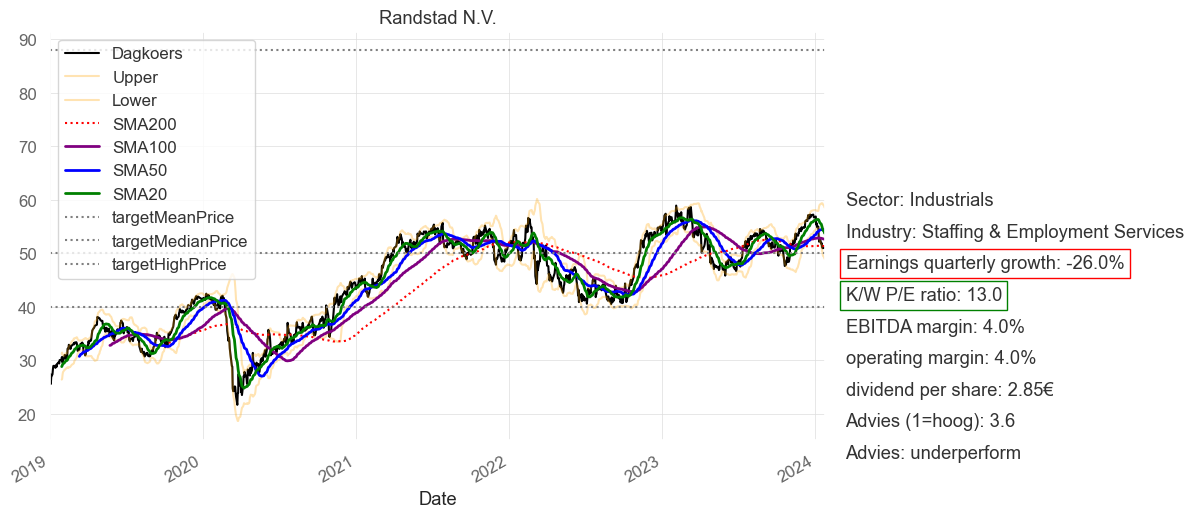 Randstad N.V.
90
80
70
60
50
40
30
20
Dagkoers
Upper
Lower
SMA200
SMA100
SMA50
SMA20
targetMeanPrice
targetMedianPrice
targetHighPrice
2019
2020
2021
2022
2023
2024
Date
Sector: Industrials
Industry: Staffing & Employment Services
Earnings quarterly growth: -26.0%
K/W P/E ratio: 13.0
EBITDA margin: 4.0%
operating margin: 4.0%
dividend per share: 2.85€
Advies (1=hoog): 3.6
Advies: underperform